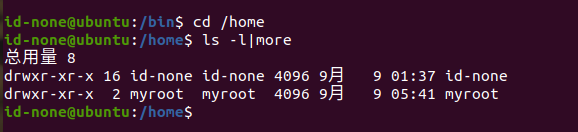 id-none@ubuntu:/bin$ cd /home
id-none@ubuntu:/home$ ls -l|more
总用量 8
drwxr-xr-x 16 id-none id-none 4096 9月   9 01:37 id-none
drwxr-xr-x  2 myroot  myroot  4096 9月   9 05:41 myroot
id-none@ubuntu:/home$